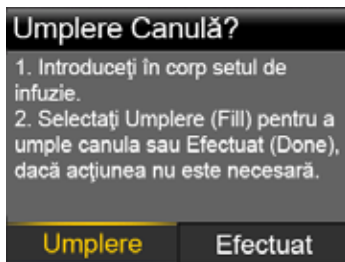 Umplere Canulă?
1. Introduceţi în corp setul de
infuzie.
2. Selectaţi Umplere (Fill) pentru a
umple canula sau Efectuat (Done),
dacă acţiunea nu este necesară.
Umplere Efectuat